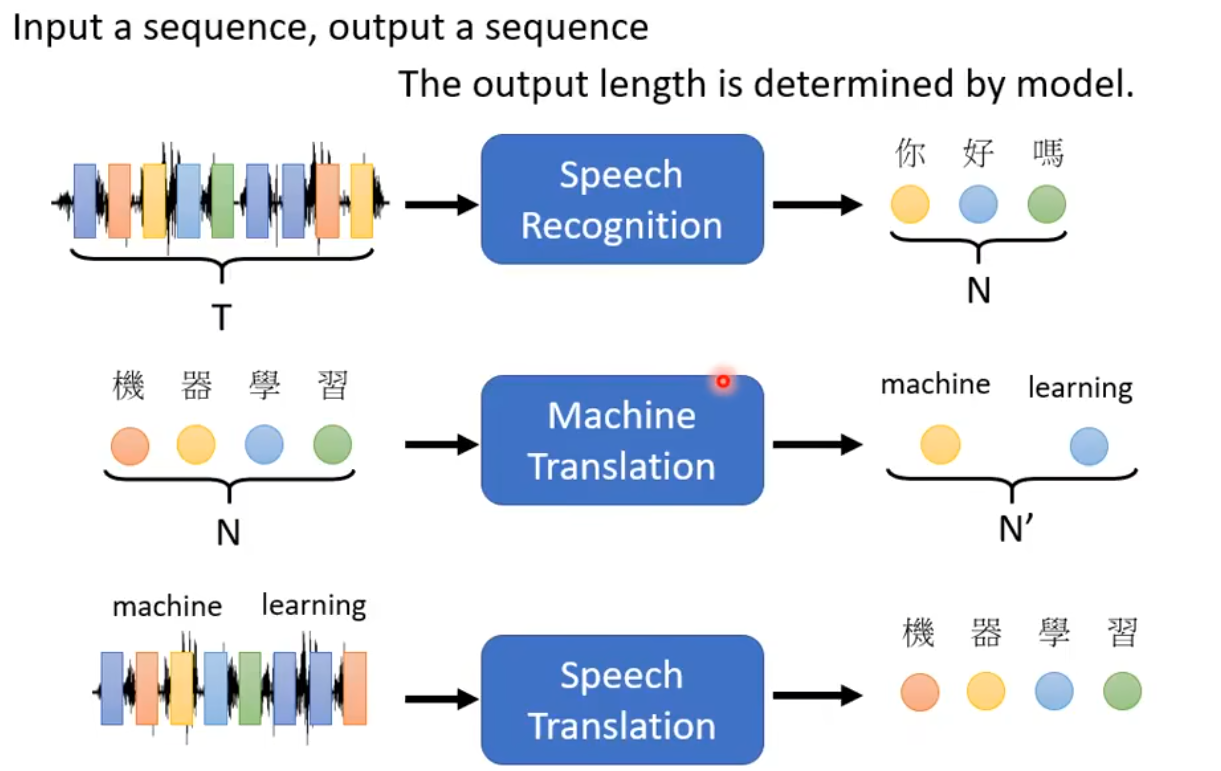 Input a sequence, output a sequence
The output length is determined by model.
Speech
Recognition
你 好 嗎
T
N
機 器 學 習
Machine
Translation
machine learning
N
N’
machine learning
Speech
Translation
機 器 學 習